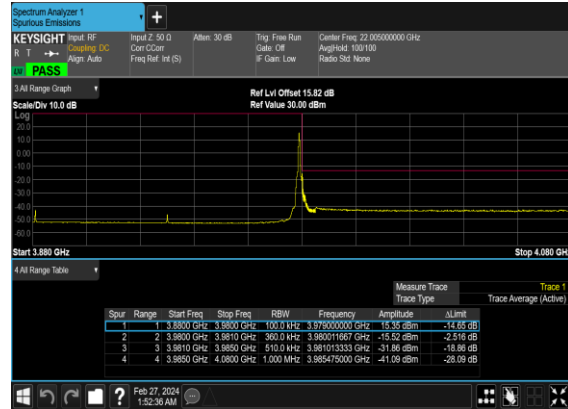 Spectrum Analyzer 1
Spurious Emissions
KEYSIGHT Input: RF Input Z: 50 Ω Atten: 30 dB Trig: Free Run Center Freq: 22.005000000 GHz
R T Coupling: DC Corr CCorr Gate: Off Avg|Hold: 100/100
Align: Auto Freq Ref: Int (S) IF Gain: Low Radio Std: None
PASS
3 All Range Graph
Ref Lvl Offset 15.82 dB
Scale/Div 10.0 dB Ref Value 30.00 dBm
Log
20.0
10.0
0.00
-10.0
-20.0
-30.0
-40.0
-50.0
-60.0
Start 3.880 GHz Stop 4.080 GHz
4 All Range Table
Measure Trace Trace 1
Trace Type Trace Average (Active)
Spur Range Start Freq Stop Freq RBW Frequency Amplitude ΔLimit
1 1 3.8800 GHz 3.9800 GHz 100.0 kHz 3.979000000 GHz 15.35 dBm -14.65 dB
2 2 3.9800 GHz 3.9810 GHz 360.0 kHz 3.980011667 GHz -15.52 dBm -2.516 dB
3 3 3.9810 GHz 3.9850 GHz 510.0 kHz 3.981013333 GHz -31.86 dBm -18.86 dB
4 4 3.9850 GHz 4.0800 GHz 1.000 MHz 3.985475000 GHz -41.09 dBm -28.09 dB
? Feb 27, 2024
1:52:36 AM